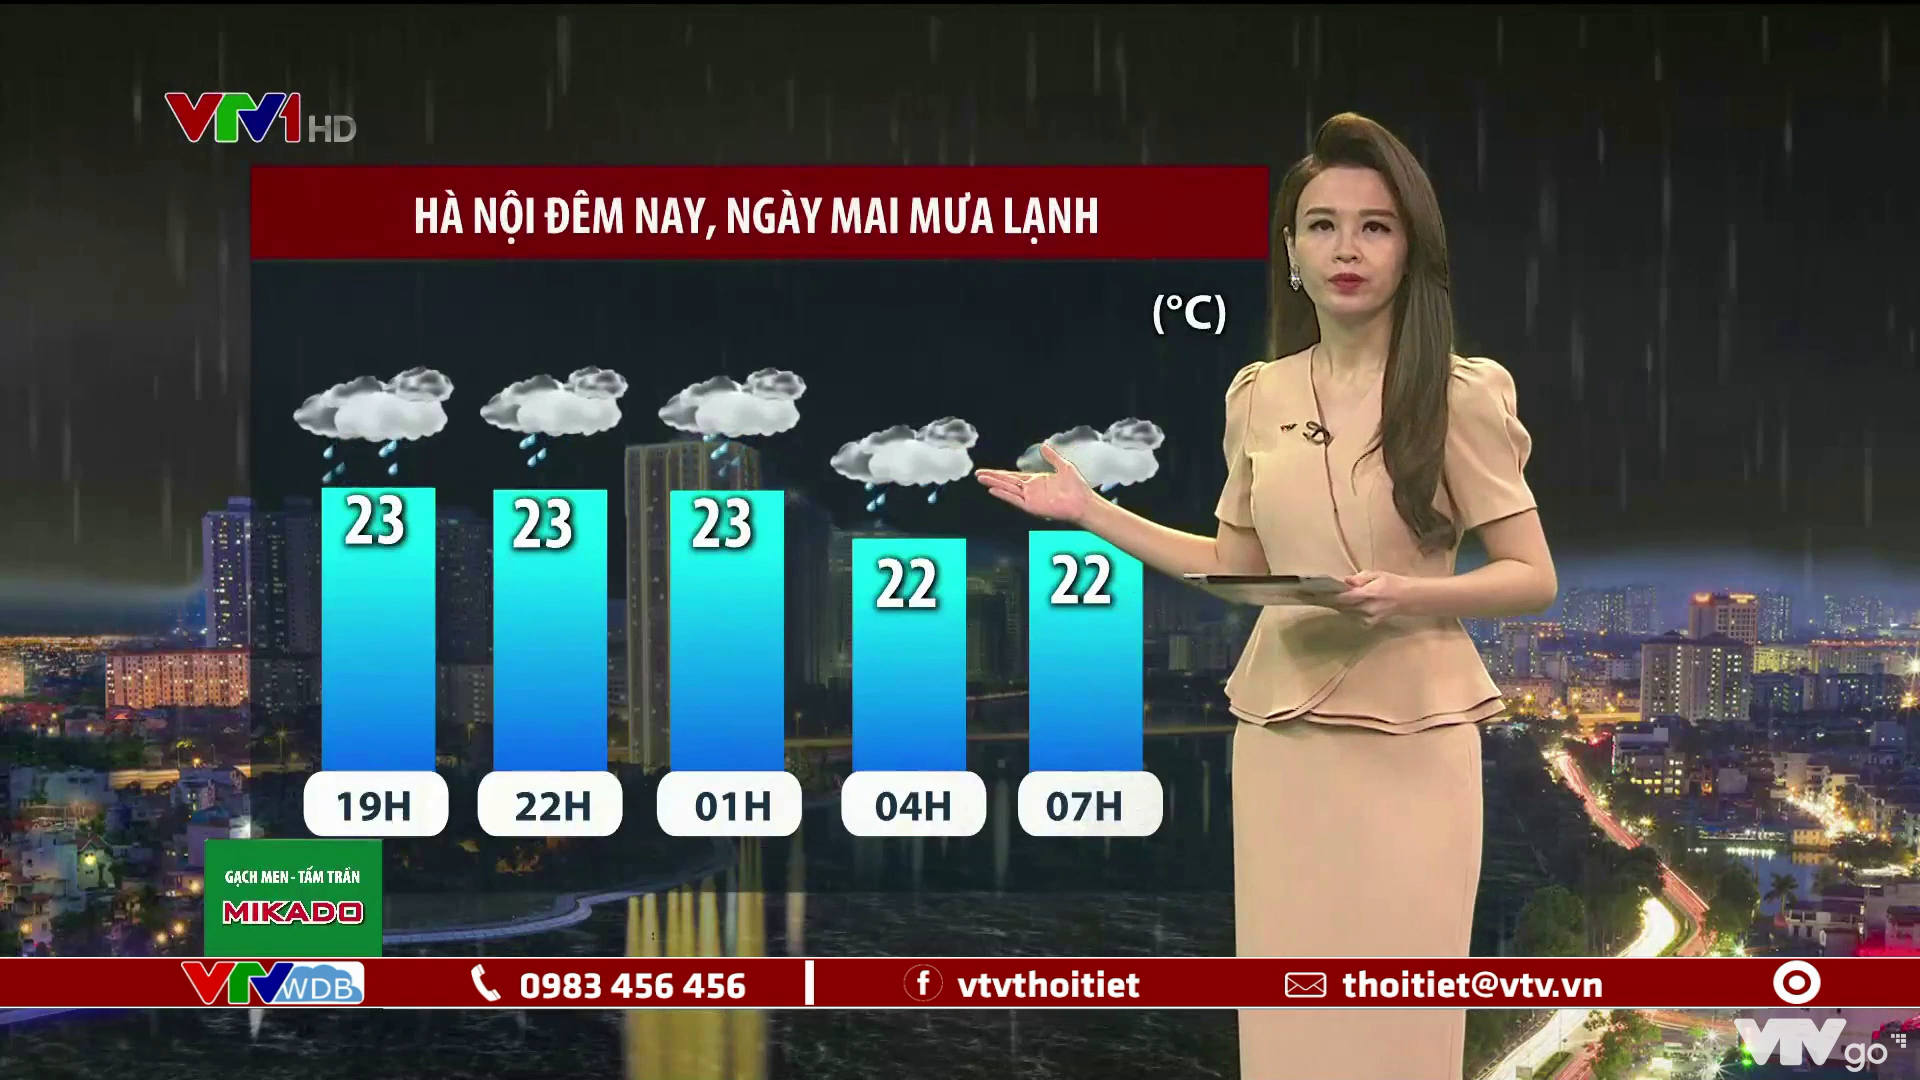 VTV1 HD
HÀ NỘI ĐÊM NAY, NGÀY MAI MƯA LẠNH
(°C)
23 23 23 22 22
19H 22H 01H 04H 07H
GẠCH MEN - TẤM TRẦN
MIKADO
VTV WDB 0983 456 456 f vtvthoitiet thoitiet@vtv.vn
VTV go